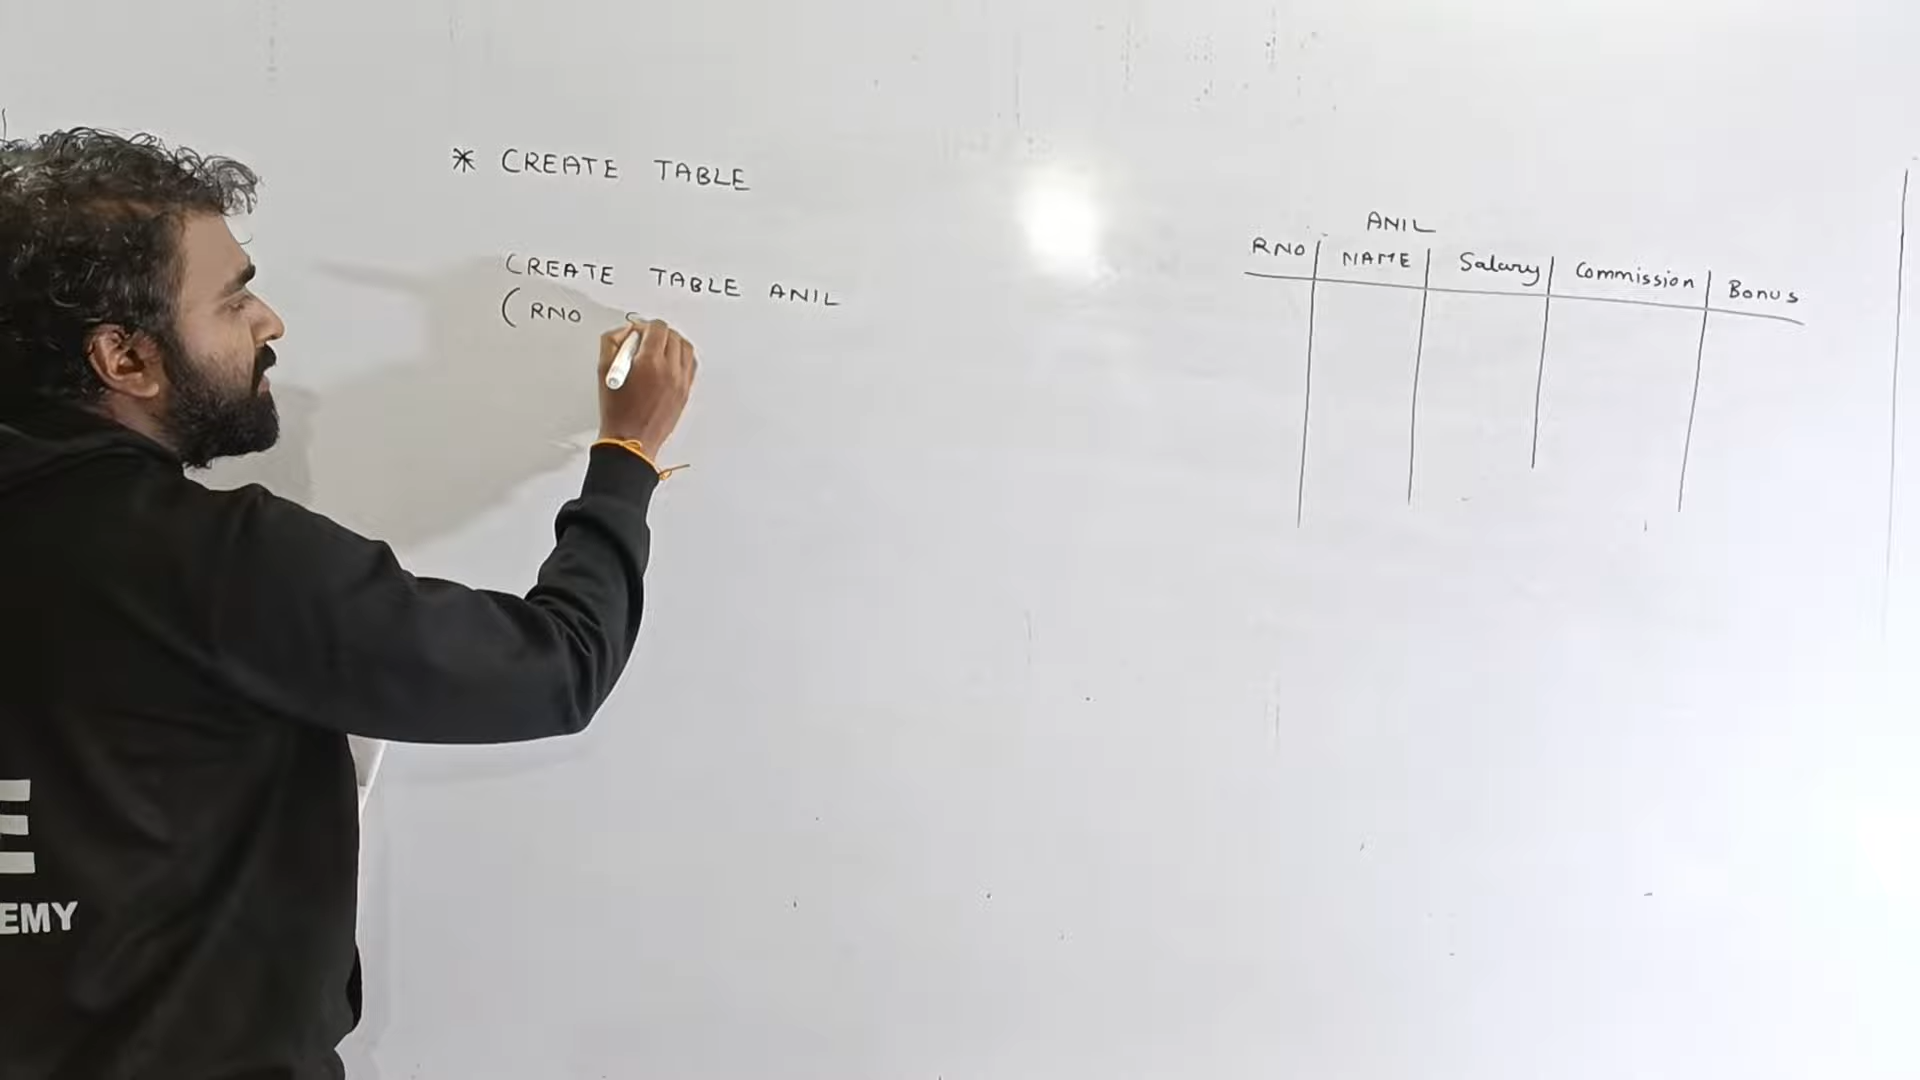 * CREATE TABLE
CREATE TABLE ANIL
(RNO
ANIL
RNO NAME Salary Commission Bonus
E
EMY